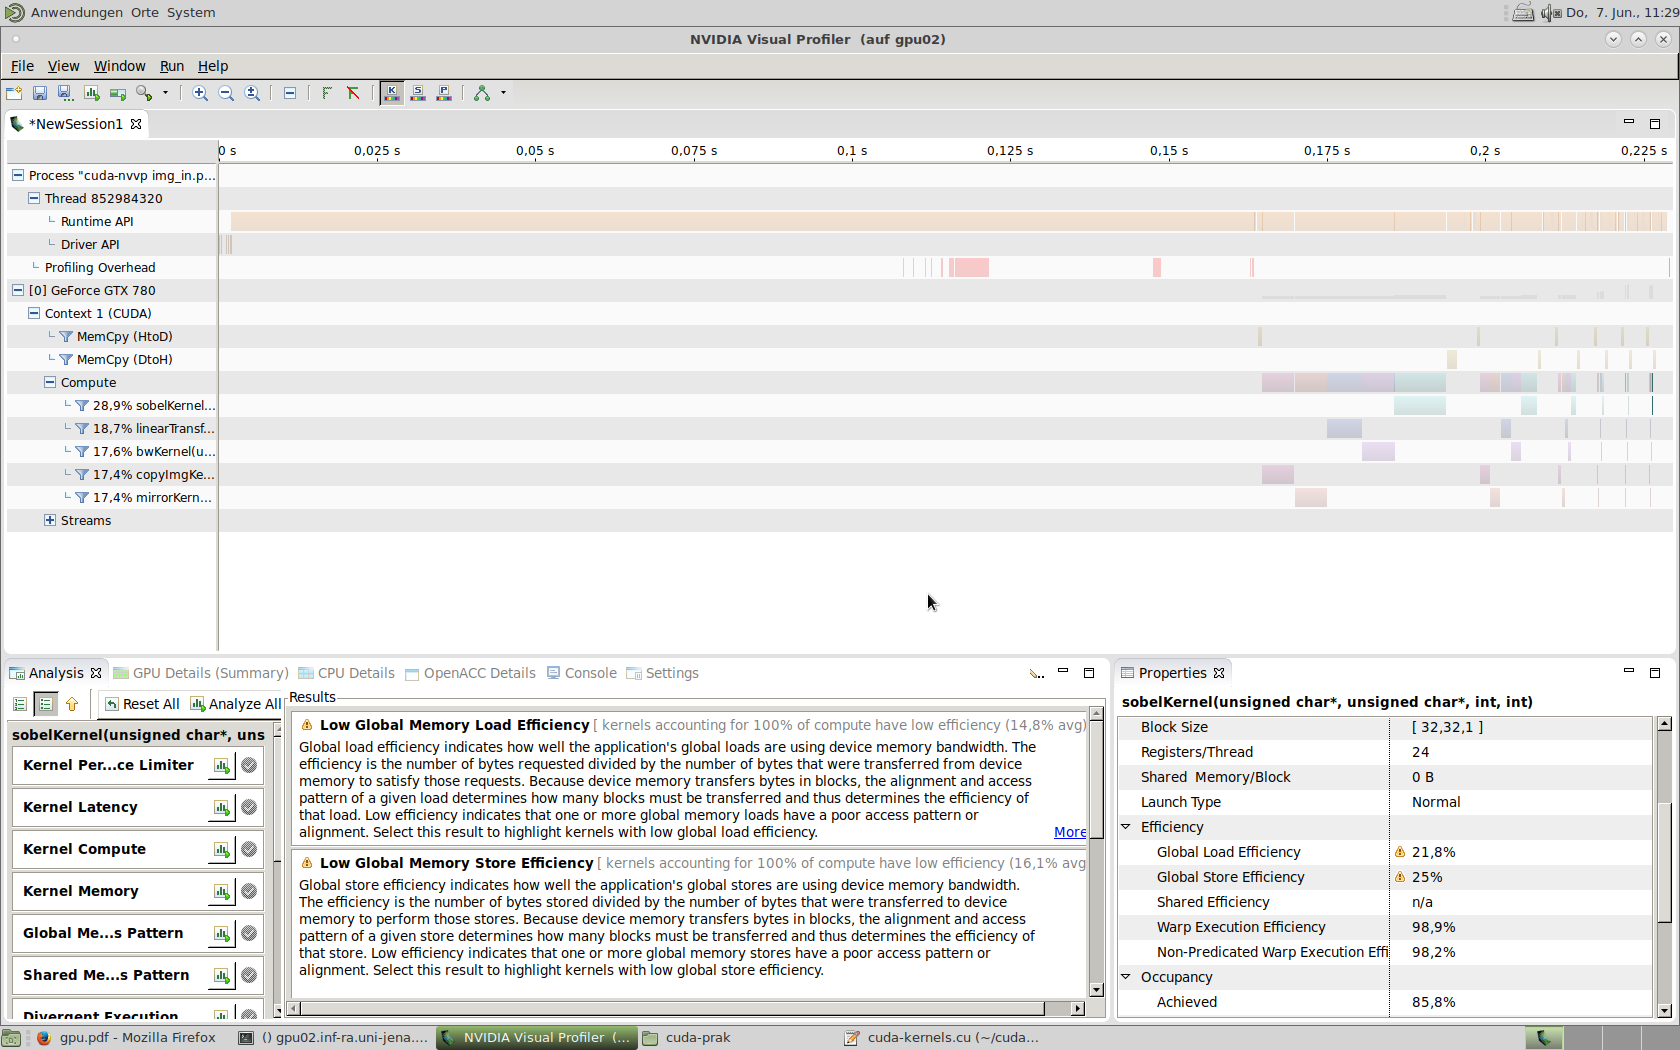 Anwendungen Orte System
Do, 7. Jun., 11:29
NVIDIA Visual Profiler (auf gpu02)
File View Window Run Help
K S P
*NewSession1
0 s 0,025 s 0,05 s 0,075 s 0,1 s 0,125 s 0,15 s 0,175 s 0,2 s 0,225 s
Process "cuda-nvvp img_in.p...
Thread 852984320
Runtime API
Driver API
Profiling Overhead
[0] GeForce GTX 780
Context 1 (CUDA)
MemCpy (HtoD)
MemCpy (DtoH)
Compute
28,9% sobelKernel...
18,7% linearTransf...
17,6% bwKernel(u...
17,4% copyImgKe...
17,4% mirrorKern...
Streams
Analysis GPU Details (Summary) CPU Details OpenACC Details Console Settings
Reset All Analyze All
sobelKernel(unsigned char*, uns
Kernel Per...ce Limiter
Kernel Latency
Kernel Compute
Kernel Memory
Global Me...s Pattern
Shared Me...s Pattern
Divergent Execution
Results
Low Global Memory Load Efficiency [ kernels accounting for 100% of compute have low efficiency (14,8% avg)
Global load efficiency indicates how well the application's global loads are using device memory bandwidth. The
efficiency is the number of bytes requested divided by the number of bytes that were transferred from device
memory to satisfy those requests. Because device memory transfers bytes in blocks, the alignment and access
pattern of a given load determines how many blocks must be transferred and thus determines the efficiency of
that load. Low efficiency indicates that one or more global memory loads have a poor access pattern or
alignment. Select this result to highlight kernels with low global load efficiency. More
Low Global Memory Store Efficiency [ kernels accounting for 100% of compute have low efficiency (16,1% avg
Global store efficiency indicates how well the application's global stores are using device memory bandwidth.
The efficiency is the number of bytes stored divided by the number of bytes that were transferred to device
memory to perform those stores. Because device memory transfers bytes in blocks, the alignment and access
pattern of a given store determines how many blocks must be transferred and thus determines the efficiency of
that store. Low efficiency indicates that one or more global memory stores have a poor access pattern or
alignment. Select this result to highlight kernels with low global store efficiency.
Properties
sobelKernel(unsigned char*, unsigned char*, int, int)
Block Size [ 32,32,1 ]
Registers/Thread 24
Shared Memory/Block 0 B
Launch Type Normal
Efficiency
Global Load Efficiency 21,8%
Global Store Efficiency 25%
Shared Efficiency n/a
Warp Execution Efficiency 98,9%
Non-Predicated Warp Execution Effi 98,2%
Occupancy
Achieved 85,8%
gpu.pdf - Mozilla Firefox
() gpu02.inf-ra.uni-jena....
NVIDIA Visual Profiler (...
cuda-prak
cuda-kernels.cu (~/cuda...